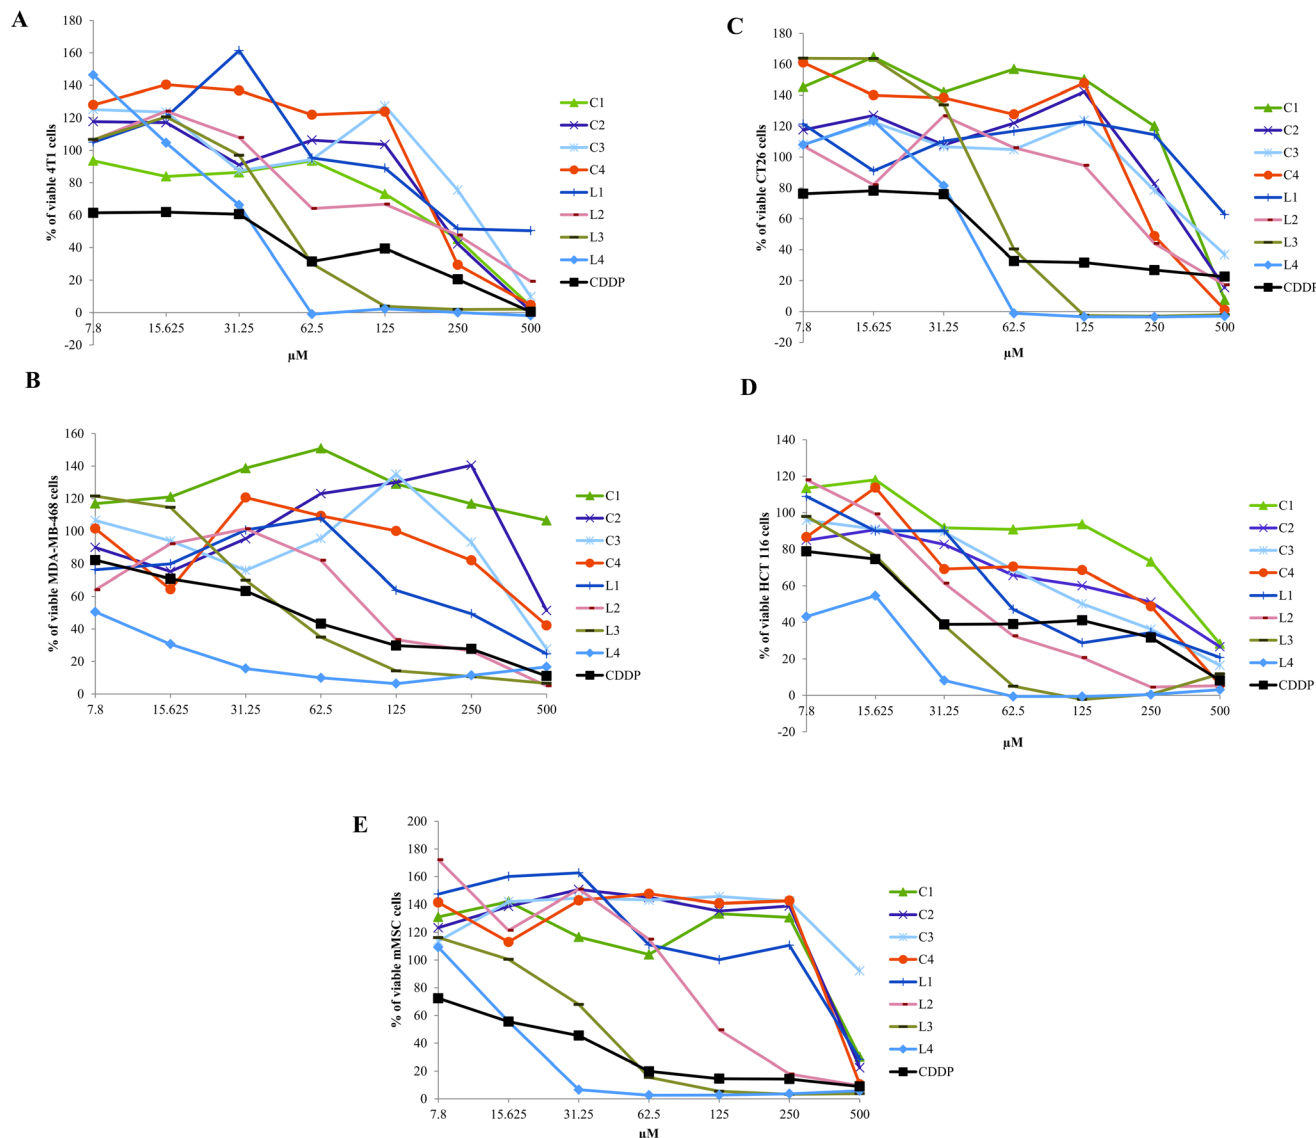 A
% of viable 4T1 cells
180
160
140
120
100
80
60
40
20
0
-20
7.8 15.625 31.25 62.5 125 250 500
µM
C1
C2
C3
C4
L1
L2
L3
L4
CDDP
C
% of viable CT26 cells
180
160
140
120
100
80
60
40
20
0
-20
7.8 15.625 31.25 62.5 125 250 500
µM
C1
C2
C3
C4
L1
L2
L3
L4
CDDP
B
% of viable MDA-MB-468 cells
160
140
120
100
80
60
40
20
0
7.8 15.625 31.25 62.5 125 250 500
µM
C1
C2
C3
C4
L1
L2
L3
L4
CDDP
D
% of viable HCT 116 cells
140
120
100
80
60
40
20
0
-20
7.8 15.625 31.25 62.5 125 250 500
µM
C1
C2
C3
C4
L1
L2
L3
L4
CDDP
E
% of viable mMSC cells
200
180
160
140
120
100
80
60
40
20
0
7.8 15.625 31.25 62.5 125 250 500
µM
C1
C2
C3
C4
L1
L2
L3
L4
CDDP